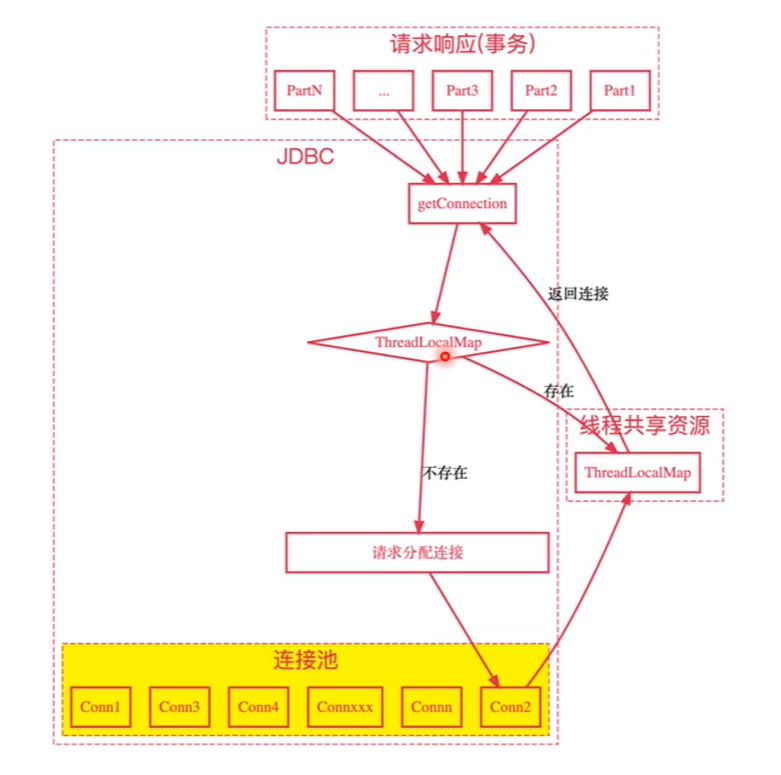 请求响应(事务)
PartN
...
Part3
Part2
Part1
JDBC
getConnection
返回连接
ThreadLocalMap
存在
线程共享资源
ThreadLocalMap
不存在
请求分配连接
连接池
Conn1
Conn3
Conn4
Connxxx
Connn
Conn2